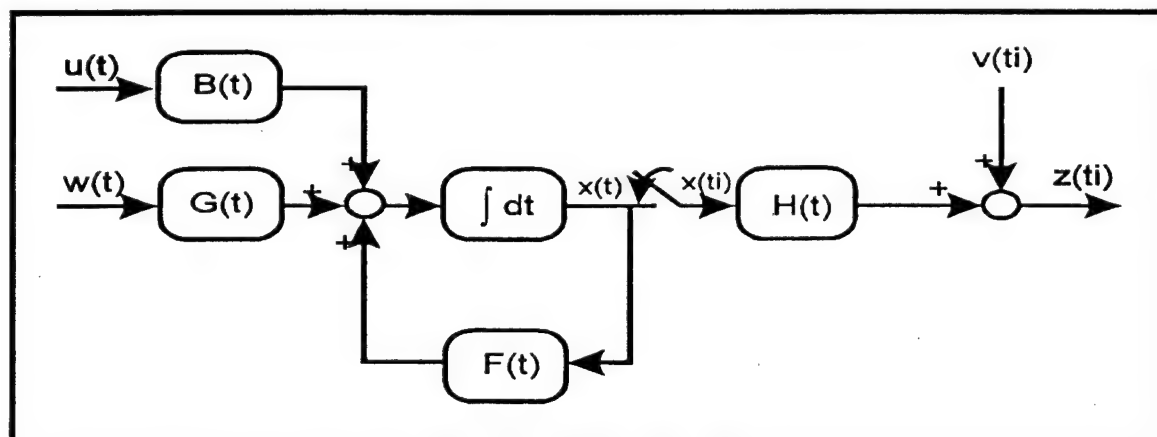 u(t)
B(t)
v(ti)
+
+
w(t)
G(t)
+
∫ dt
x(t)
x(ti)
H(t)
+
z(ti)
+
F(t)